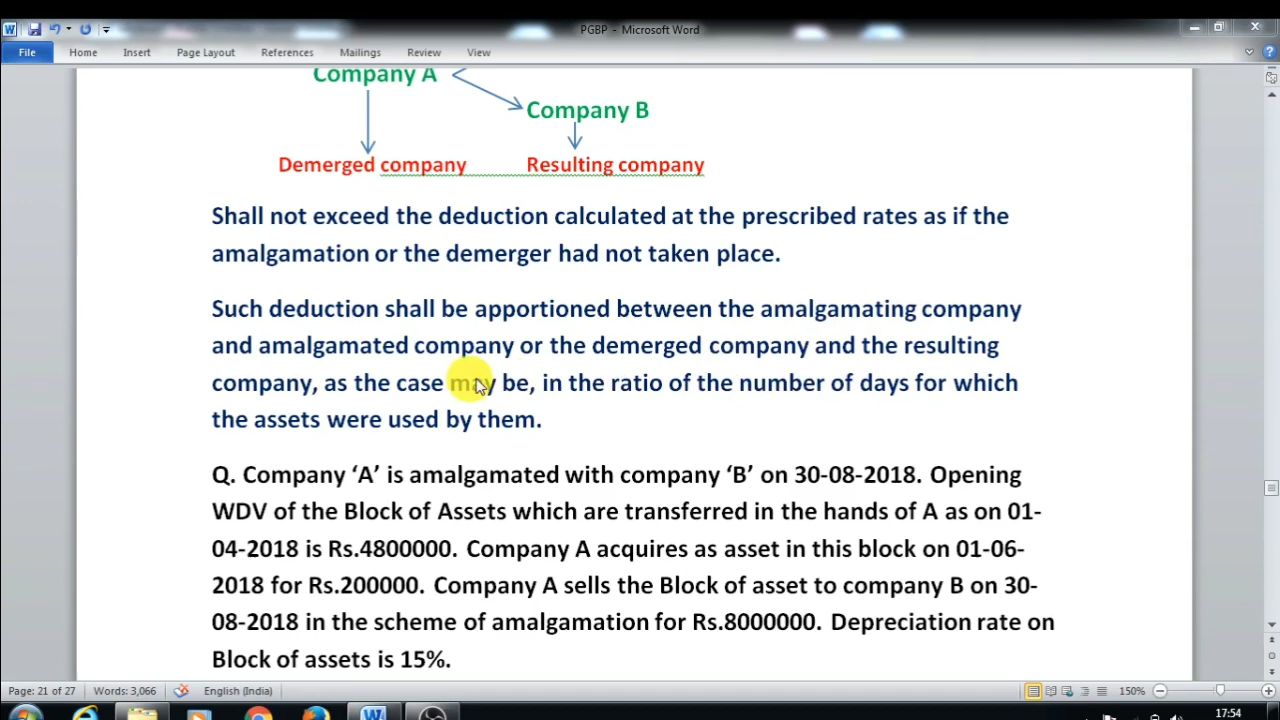 PGBP - Microsoft Word
File Home Insert Page Layout References Mailings Review View
Company A
Company B
Demerged company Resulting company
Shall not exceed the deduction calculated at the prescribed rates as if the
amalgamation or the demerger had not taken place.
Such deduction shall be apportioned between the amalgamating company
and amalgamated company or the demerged company and the resulting
company, as the case may be, in the ratio of the number of days for which
the assets were used by them.
Q. Company ‘A’ is amalgamated with company ‘B’ on 30-08-2018. Opening
WDV of the Block of Assets which are transferred in the hands of A as on 01-
04-2018 is Rs.4800000. Company A acquires as asset in this block on 01-06-
2018 for Rs.200000. Company A sells the Block of asset to company B on 30-
08-2018 in the scheme of amalgamation for Rs.8000000. Depreciation rate on
Block of assets is 15%.
Page: 21 of 27 Words: 3,066 English (India) 150%
17:54